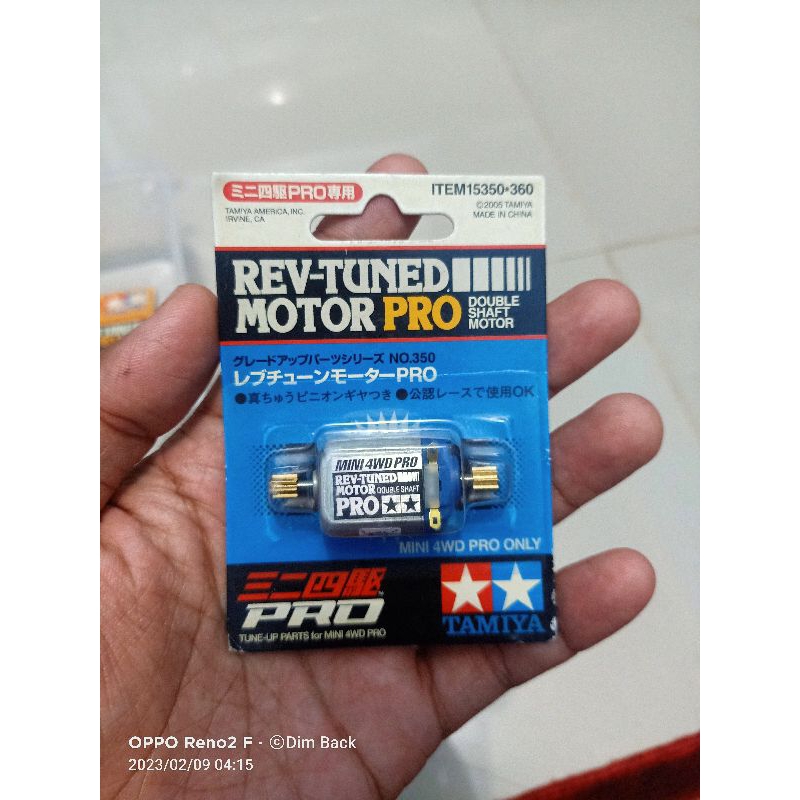 ミニ四駆PRO専用
ITEM15350•360
TAMIYA AMERICA, INC.
IRVINE, CA
©2005 TAMIYA
MADE IN CHINA
REV-TUNED
MOTOR PRO
DOUBLE
SHAFT
MOTOR
グレードアップパーツシリーズ NO.350
レブチューンモーターPRO
●真ちゅうピニオンギヤつき ●公認レースで使用OK
MINI 4WD PRO
REV-TUNED
MOTOR DOUBLE SHAFT
PRO
MINI 4WD PRO ONLY
ミニ四駆
PRO
TUNE-UP PARTS for MINI 4WD PRO
TAMIYA
OPPO Reno2 F · ©Dim Back
2023/02/09 04:15